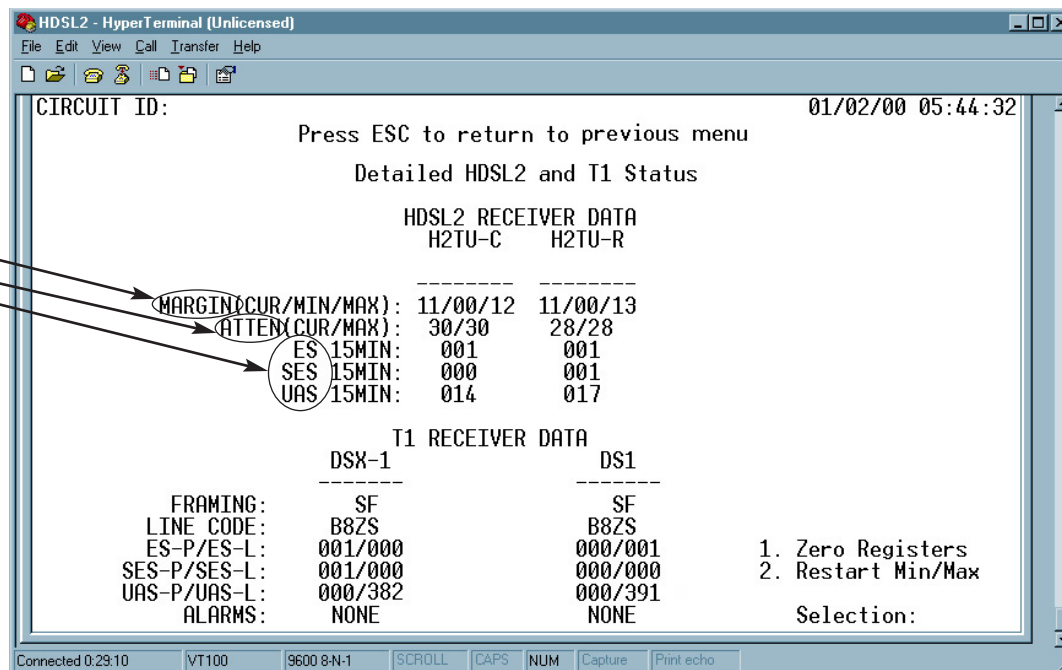 HDSL2 - HyperTerminal (Unlicensed)
File Edit View Call Transfer Help
CIRCUIT ID: 01/02/00 05:44:32
Press ESC to return to previous menu
Detailed HDSL2 and T1 Status
HDSL2 RECEIVER DATA
H2TU-C H2TU-R
-------- --------
MARGIN(CUR/MIN/MAX): 11/00/12 11/00/13
ATTEN(CUR/MAX): 30/30 28/28
ES 15MIN: 001 001
SES 15MIN: 000 001
UAS 15MIN: 014 017
T1 RECEIVER DATA
DSX-1 DS1
------- -------
FRAMING: SF SF
LINE CODE: B8ZS B8ZS
ES-P/ES-L: 001/000 000/001 1. Zero Registers
SES-P/SES-L: 001/000 000/000 2. Restart Min/Max
UAS-P/UAS-L: 000/382 000/391
ALARMS: NONE NONE Selection:
Connected 0:29:10 VT100 9600 8-N-1 SCROLL CAPS NUM Capture Print echo